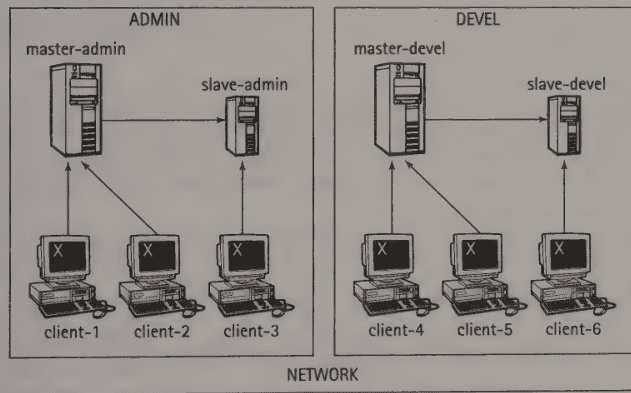 ADMIN
master-admin
slave-admin
X
X
X
client-1
client-2
client-3
DEVEL
master-devel
slave-devel
X
X
X
client-4
client-5
client-6
NETWORK